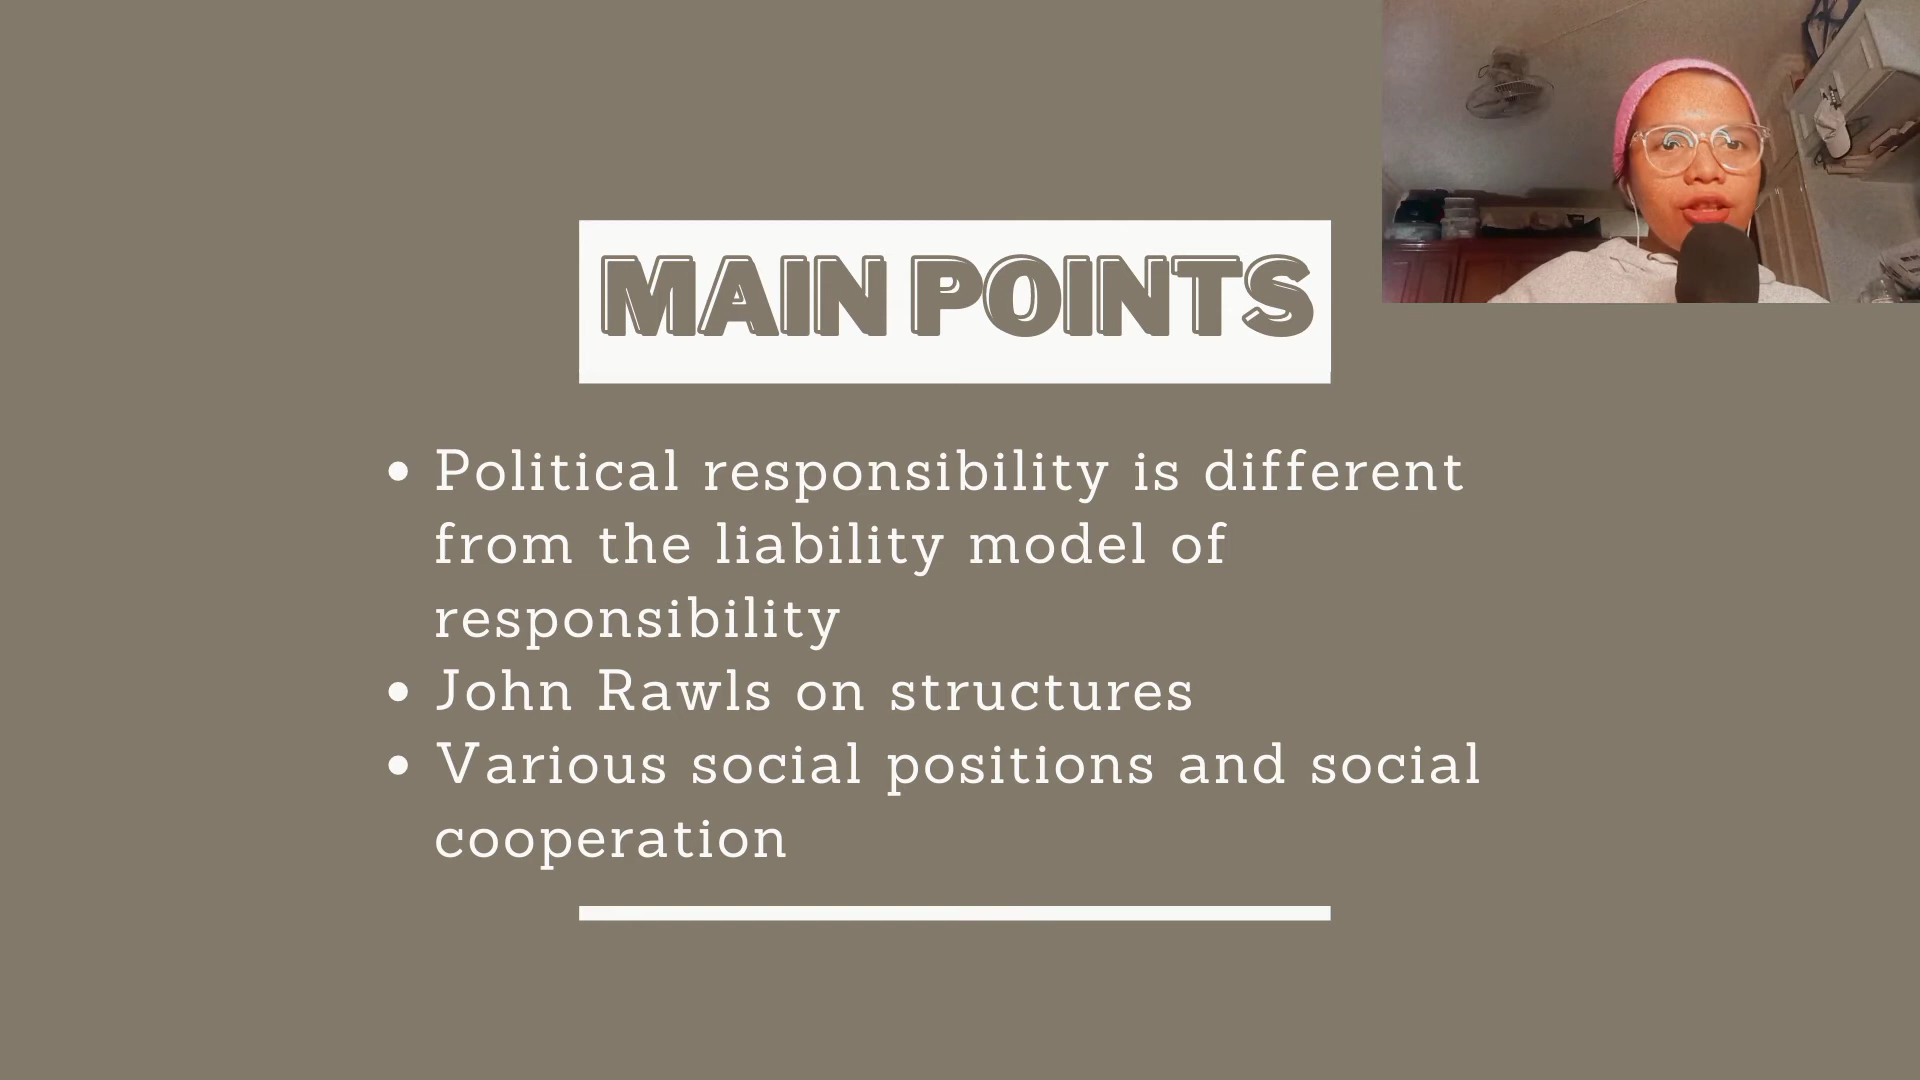 MAIN POINTS
• Political responsibility is different
from the liability model of
responsibility
• John Rawls on structures
• Various social positions and social
cooperation